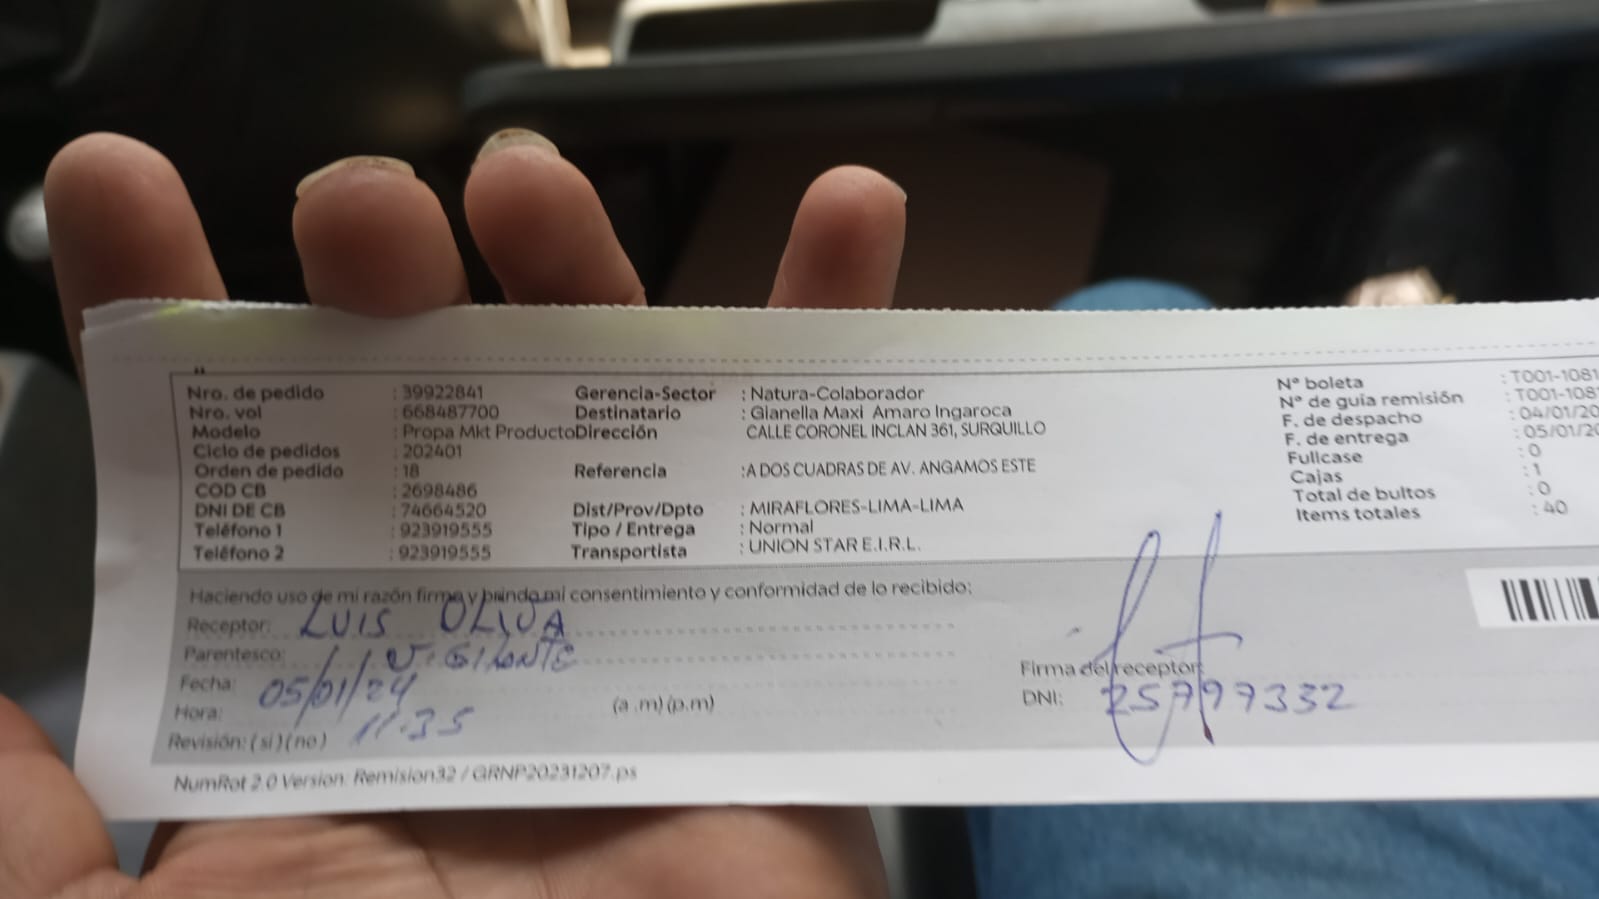 Nro. de pedido : 39922841 Gerencia-Sector : Natura-Colaborador Nº boleta : T001-1081
Nro. vol : 668487700 Destinatario : Gianella Maxi Amaro Ingaroca Nº de guia remisión : T001-108
Modelo : Propa Mkt Producto Dirección CALLE CORONEL INCLAN 361, SURQUILLO F. de despacho : 04/01/20
Ciclo de pedidos : 202401 F. de entrega : 05/01/20
Orden de pedido : 18 Referencia :A DOS CUADRAS DE AV. ANGAMOS ESTE Fullcase : 0
COD CB : 2698486 Cajas : 1
DNI DE CB : 74664520 Dist/Prov/Dpto : MIRAFLORES-LIMA-LIMA Total de bultos : 0
Teléfono 1 : 923919555 Tipo / Entrega : Normal Items totales : 40
Teléfono 2 : 923919555 Transportista : UNION STAR E.I.R.L.
Haciendo uso de mi razón firmo y brindo mi consentimiento y conformidad de lo recibido:
Receptor: LUIS OLIVA
Parentesco: VIGILANTE
Firma del receptor:
Fecha: 05/01/24
DNI: 25797332
Hora: 11:35 (a .m) (p.m)
Revisión: ( si ) ( no )
NumRot 2.0 Version: Remision32 / GRNP20231207.ps